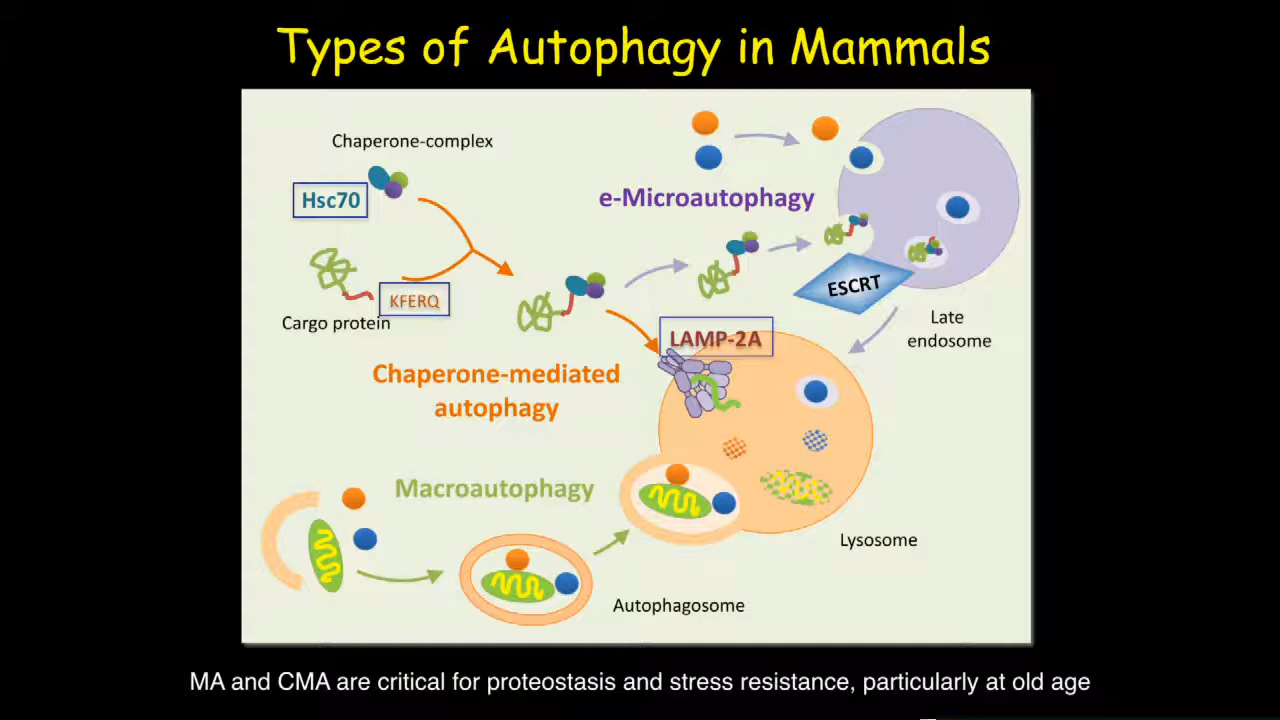 Types of Autophagy in Mammals
Chaperone-complex
Hsc70
e-Microautophagy
KFERQ
Cargo protein
ESCRT
Late
endosome
LAMP-2A
Chaperone-mediated
autophagy
Macroautophagy
Lysosome
Autophagosome
MA and CMA are critical for proteostasis and stress resistance, particularly at old age